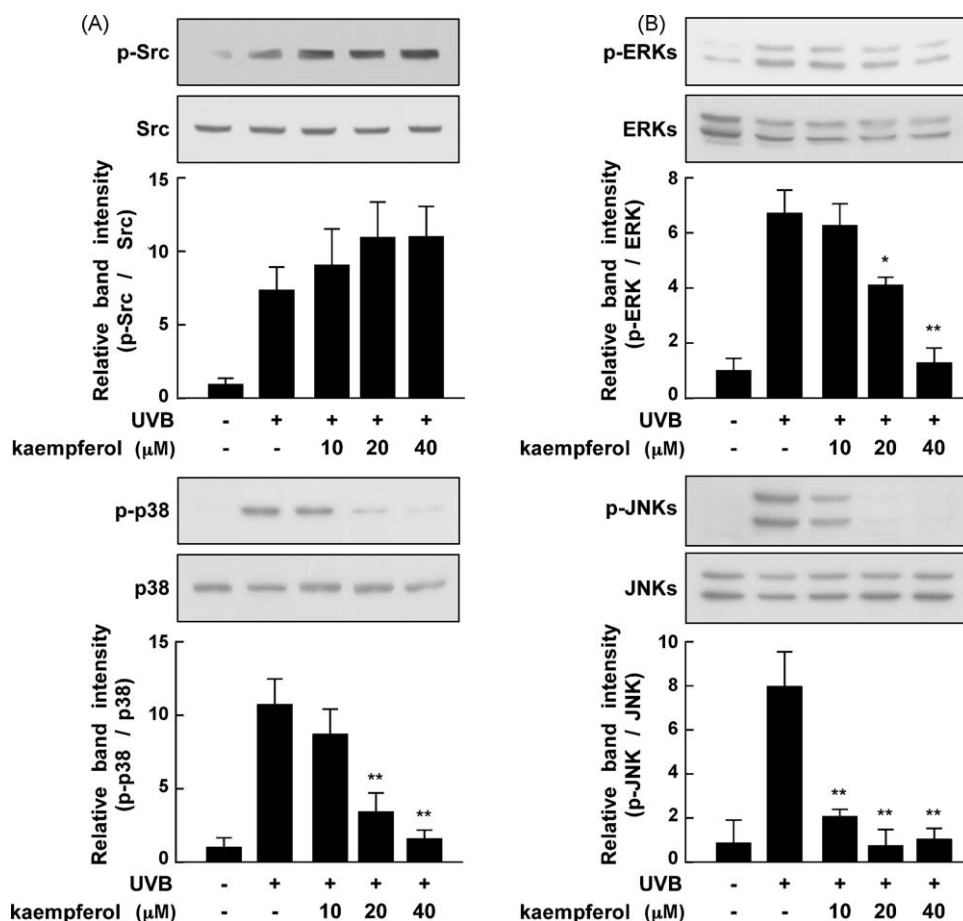 (A)
p-Src
Src
Relative band intensity
(p-Src / Src)
15
10
5
0
UVB - + + + +
kaempferol (μM) - - 10 20 40
(B)
p-ERKs
ERKs
Relative band intensity
(p-ERK / ERK)
8
6
4
2
0
*
**
UVB - + + + +
kaempferol (μM) - - 10 20 40
p-p38
p38
Relative band intensity
(p-p38 / p38)
15
10
5
0
**
**
UVB - + + + +
kaempferol (μM) - - 10 20 40
p-JNKs
JNKs
Relative band intensity
(p-JNK / JNK)
10
8
6
4
2
0
** ** **
UVB - + + + +
kaempferol (μM) - - 10 20 40